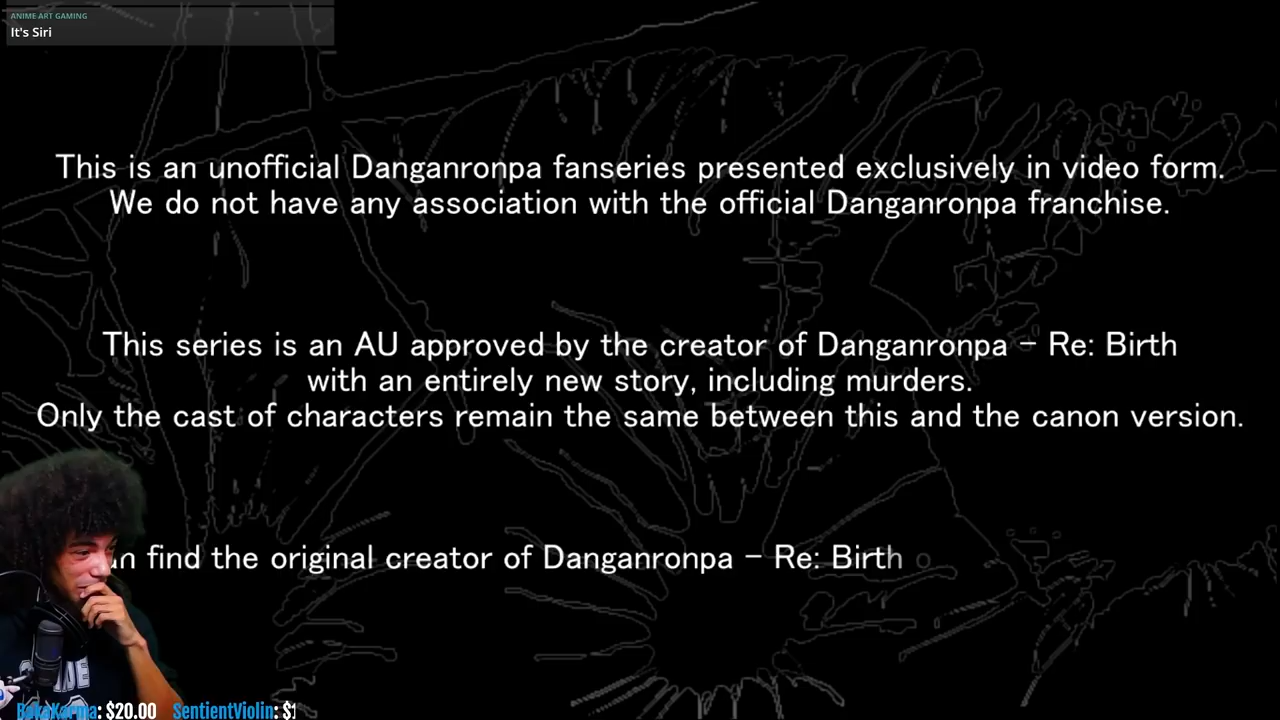 ANIME ART GAMING
It's Siri
This is an unofficial Danganronpa fanseries presented exclusively in video form.
We do not have any association with the official Danganronpa franchise.
This series is an AU approved by the creator of Danganronpa - Re: Birth
with an entirely new story, including murders.
Only the cast of characters remain the same between this and the canon version.
find the original creator of Danganronpa - Re: Birth
BakaKarma: $20.00 SentientViolin: